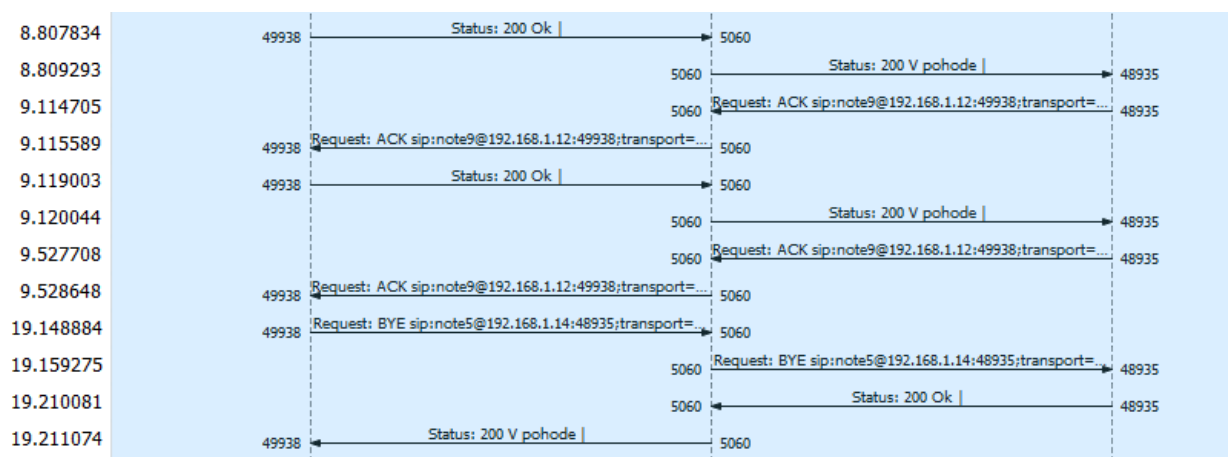 8.807834 49938 Status: 200 Ok | 5060
8.809293 5060 Status: 200 V pohode | 48935
9.114705 5060 Request: ACK sip:note9@192.168.1.12:49938;transport=... 48935
9.115589 49938 Request: ACK sip:note9@192.168.1.12:49938;transport=... 5060
9.119003 49938 Status: 200 Ok | 5060
9.120044 5060 Status: 200 V pohode | 48935
9.527708 5060 Request: ACK sip:note9@192.168.1.12:49938;transport=... 48935
9.528648 49938 Request: ACK sip:note9@192.168.1.12:49938;transport=... 5060
19.148884 49938 Request: BYE sip:note5@192.168.1.14:48935;transport=... 5060
19.159275 5060 Request: BYE sip:note5@192.168.1.14:48935;transport=... 48935
19.210081 5060 Status: 200 Ok | 48935
19.211074 49938 Status: 200 V pohode | 5060